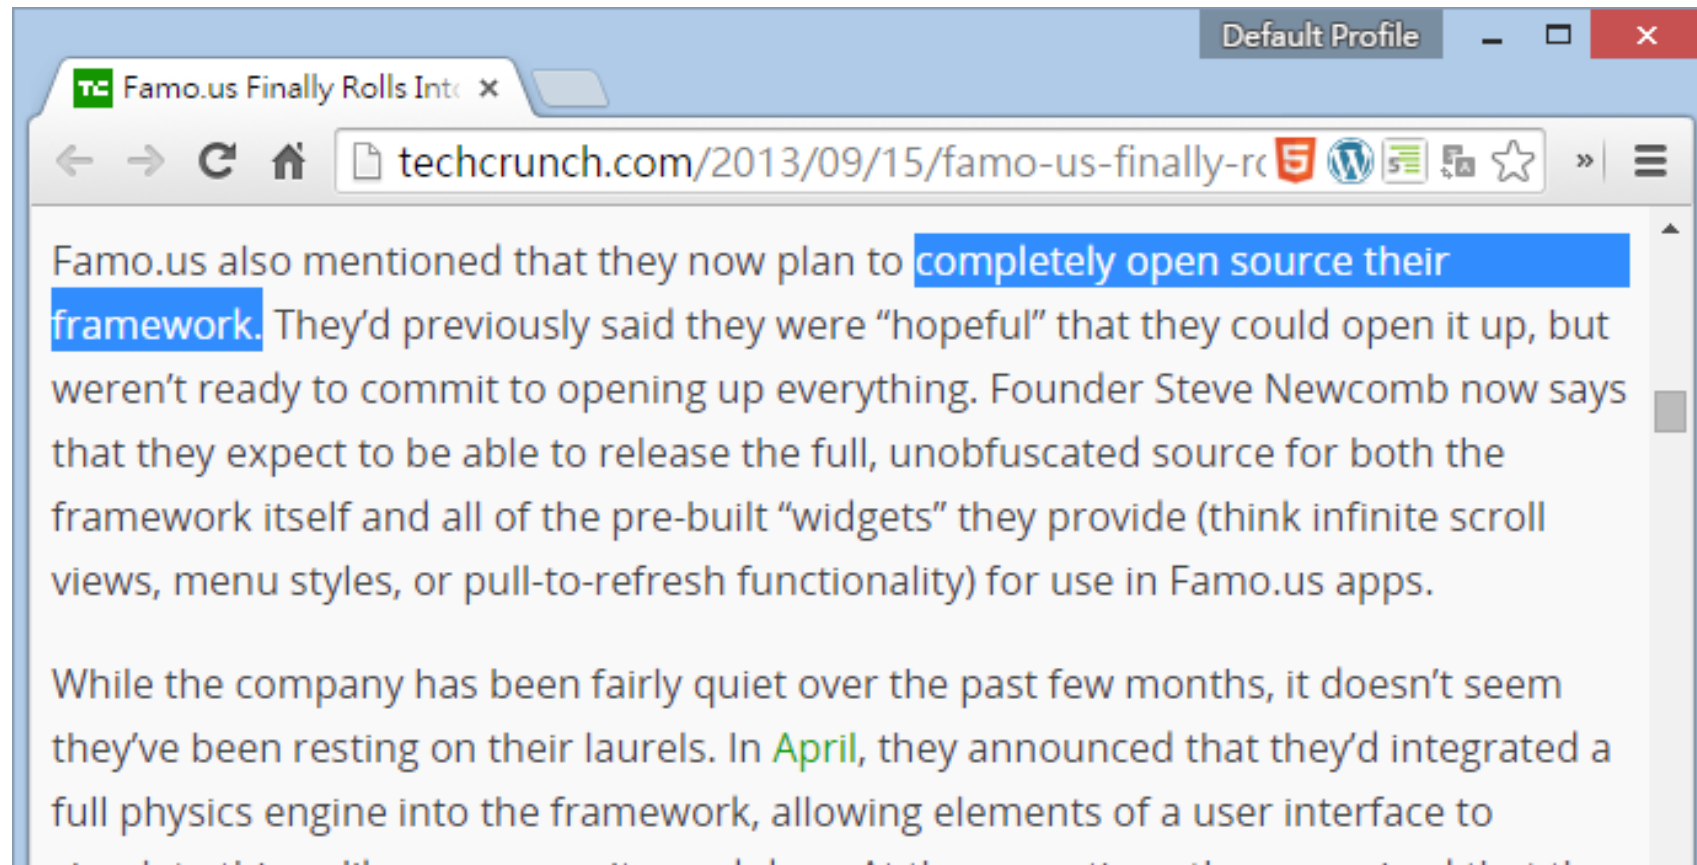 Default Profile
TC Famo.us Finally Rolls Int
techcrunch.com/2013/09/15/famo-us-finally-r
Famo.us also mentioned that they now plan to completely open source their
framework. They’d previously said they were “hopeful” that they could open it up, but
weren’t ready to commit to opening up everything. Founder Steve Newcomb now says
that they expect to be able to release the full, unobfuscated source for both the
framework itself and all of the pre-built “widgets” they provide (think infinite scroll
views, menu styles, or pull-to-refresh functionality) for use in Famo.us apps.
While the company has been fairly quiet over the past few months, it doesn’t seem
they’ve been resting on their laurels. In April, they announced that they’d integrated a
full physics engine into the framework, allowing elements of a user interface to